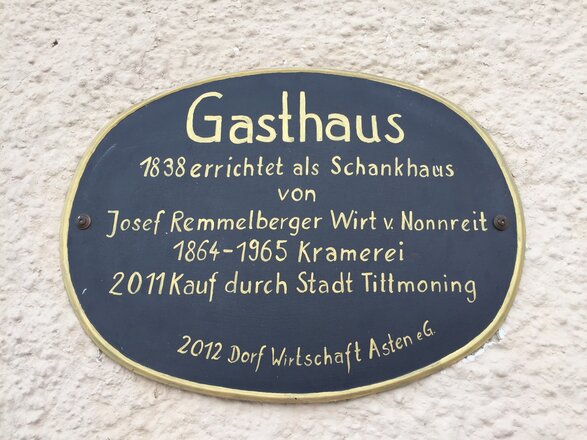 Gasthaus
1838 errichtet als Schankhaus
von
Josef Remmelberger Wirt v. Nonnreit
1864-1965 Kramerei
2011 Kauf durch Stadt Tittmoning
2012 Dorf Wirtschaft Asten eG.